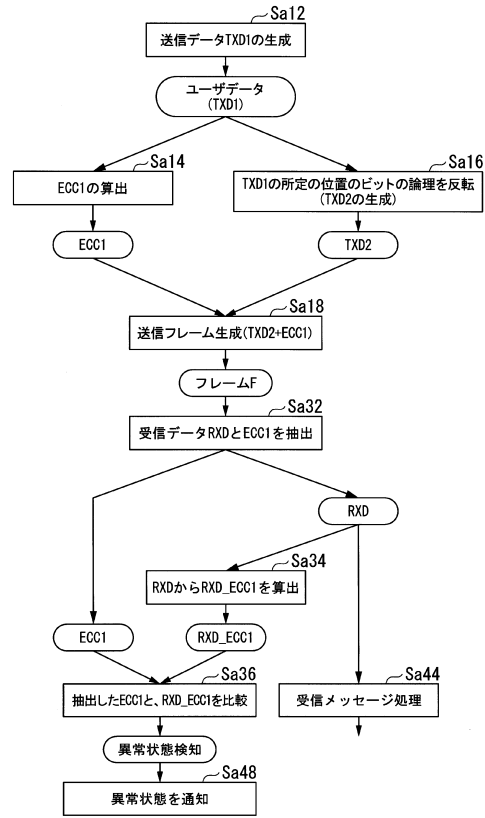 Sa12
送信データTXD1の生成
ユーザデータ
(TXD1)
Sa14
ECC1の算出
Sa16
TXD1の所定の位置のビットの論理を反転
(TXD2の生成)
ECC1
TXD2
Sa18
送信フレーム生成(TXD2+ECC1)
フレームF
Sa32
受信データRXDとECC1を抽出
RXD
Sa34
RXDからRXD_ECC1を算出
ECC1
RXD_ECC1
Sa36
抽出したECC1と、RXD_ECC1を比較
Sa44
受信メッセージ処理
異常状態検知
Sa48
異常状態を通知